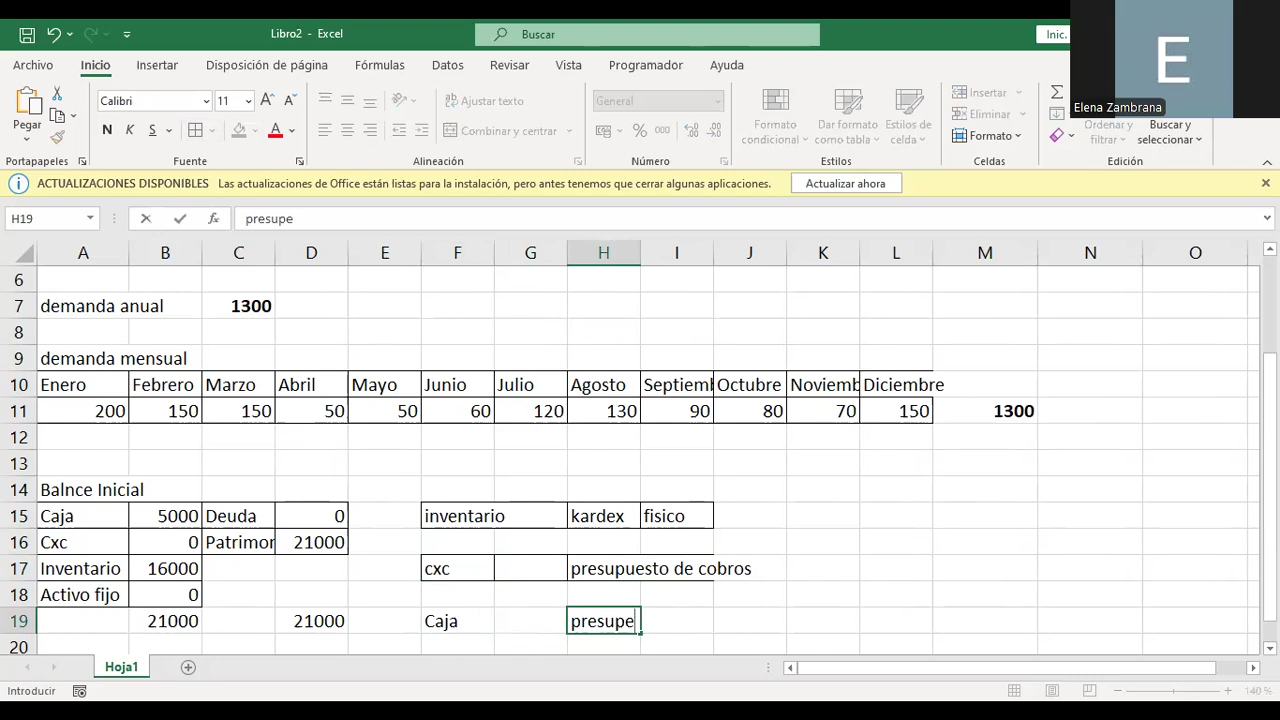 Libro2 - Excel
Buscar
Inic.
E
Elena Zambrana
Archivo Inicio Insertar Disposición de página Fórmulas Datos Revisar Vista Programador Ayuda
Pegar
Calibri 11
N K S
Ajustar texto
Combinar y centrar
General
% 000
Formato condicional
Dar formato como tabla
Estilos de celda
Insertar
Eliminar
Formato
Ordenar y filtrar
Buscar y seleccionar
Portapapeles Fuente Alineación Número Estilos Celdas Edición
ACTUALIZACIONES DISPONIBLES Las actualizaciones de Office están listas para la instalación, pero antes tenemos que cerrar algunas aplicaciones. Actualizar ahora
H19 fx presupe
A B C D E F G H I J K L M N O
6
7 demanda anual 1300
8
9 demanda mensual
10 Enero Febrero Marzo Abril Mayo Junio Julio Agosto Septiemb Octubre Noviemb Diciembre
11 200 150 150 50 50 60 120 130 90 80 70 150 1300
12
13
14 Balnce Inicial
15 Caja 5000 Deuda 0 inventario kardex fisico
16 Cxc 0 Patrimon 21000
17 Inventario 16000 cxc presupuesto de cobros
18 Activo fijo 0
19 21000 21000 Caja presupe
20
Hoja1
Introducir 140 %